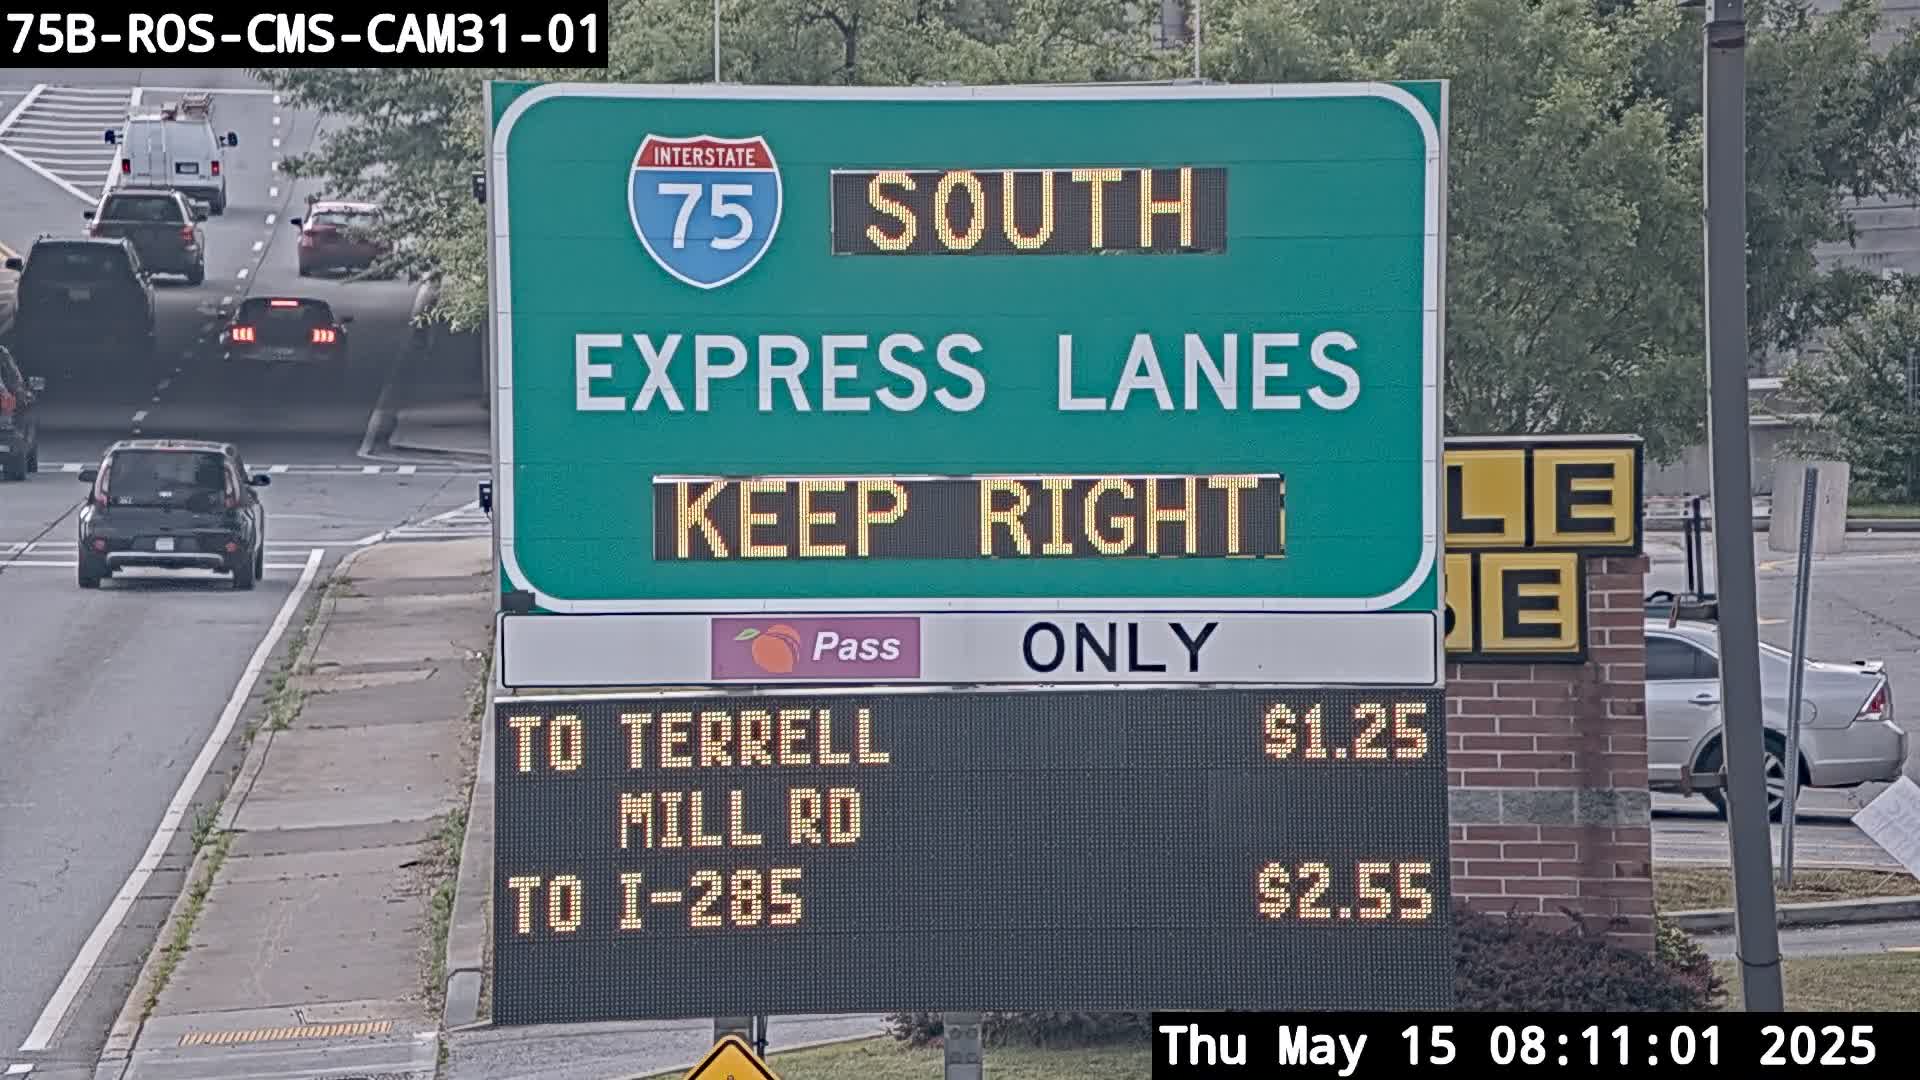 75B-ROS-CMS-CAM31-01
INTERSTATE
75
SOUTH
EXPRESS LANES
KEEP RIGHT
Pass ONLY
TO TERRELL $1.25
MILL RD
TO I-285 $2.55
LE
E
Thu May 15 08:11:01 2025